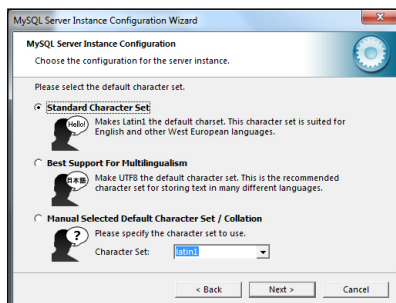 MySQL Server Instance Configuration Wizard
MySQL Server Instance Configuration
Choose the configuration for the server instance.
Please select the default character set.
Standard Character Set
Hello!
Makes Latin1 the default charset. This character set is suited for
English and other West European languages.
Best Support For Multilingualism
日本語
Make UTF8 the default character set. This is the recommended
character set for storing text in many different languages.
Manual Selected Default Character Set / Collation
?
Please specify the character set to use.
Character Set: latin1
< Back Next > Cancel